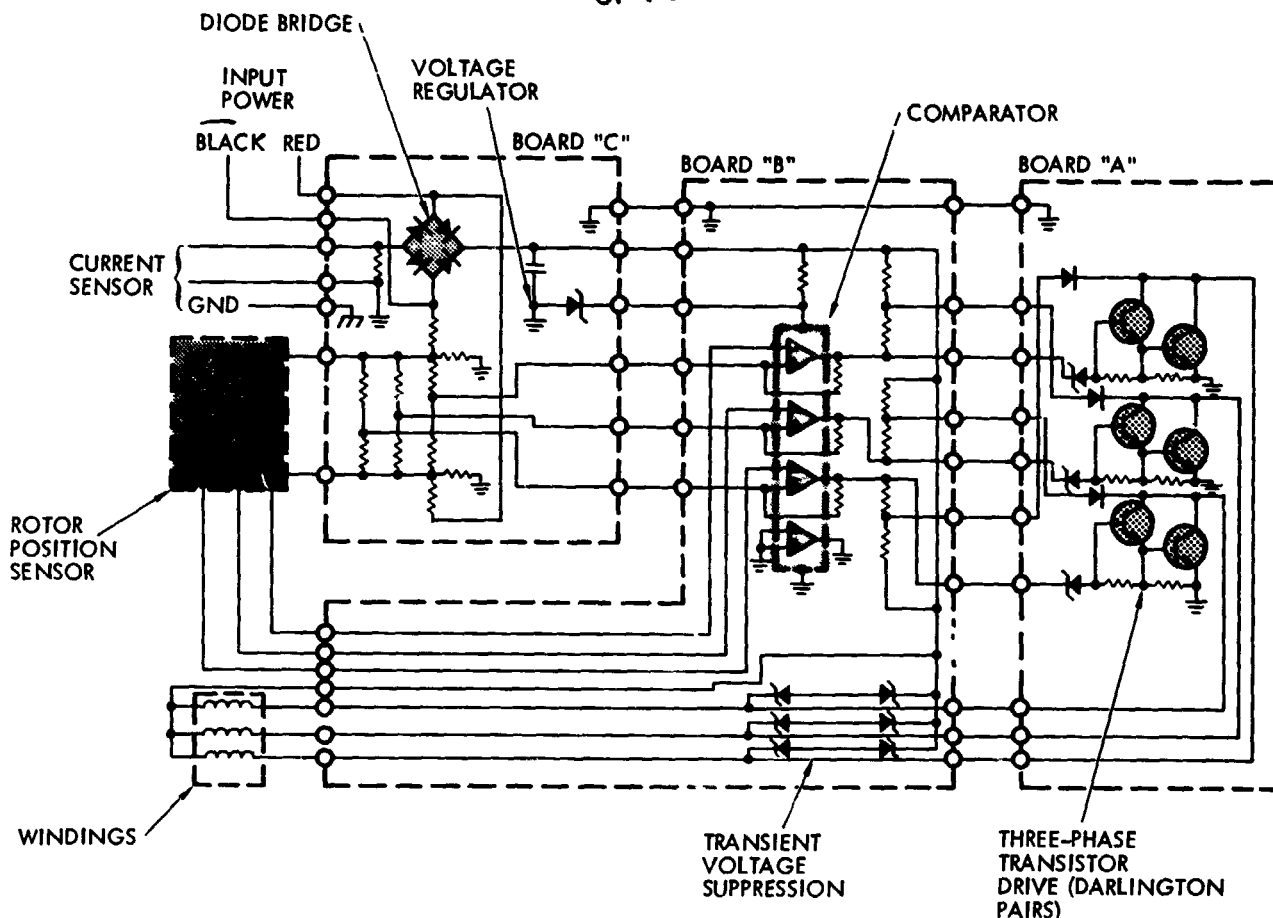 DIODE BRIDGE
INPUT
POWER
BLACK RED
VOLTAGE
REGULATOR
COMPARATOR
BOARD "C"
BOARD "B"
BOARD "A"
CURRENT
SENSOR
GND
ROTOR
POSITION
SENSOR
WINDINGS
TRANSIENT
VOLTAGE
SUPPRESSION
THREE-PHASE
TRANSISTOR
DRIVE (DARLINGTON
PAIRS)